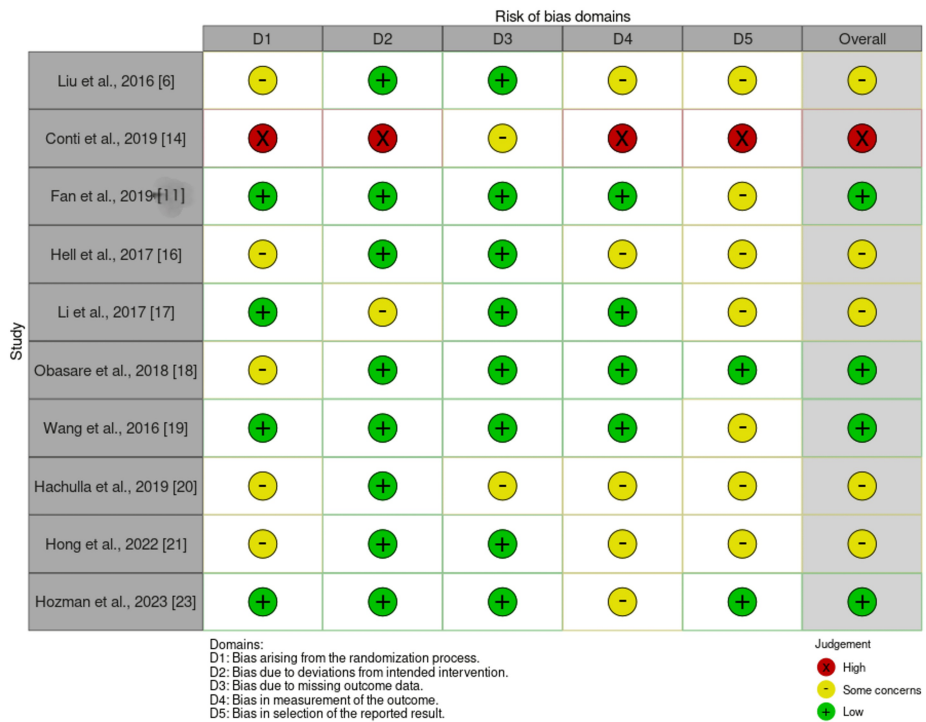 Risk of bias domains
D1 D2 D3 D4 D5 Overall
Study
Liu et al., 2016 [6] - + + - - -
Conti et al., 2019 [14] X X - X X X
Fan et al., 2019 [11] + + + + - +
Hell et al., 2017 [16] - + + - - -
Li et al., 2017 [17] + - + + - -
Obasare et al., 2018 [18] - + + + + +
Wang et al., 2016 [19] + + + + - +
Hachulla et al., 2019 [20] - + - - - -
Hong et al., 2022 [21] - + + - - -
Hozman et al., 2023 [23] + + + - + +
Domains:
D1: Bias arising from the randomization process.
D2: Bias due to deviations from intended intervention.
D3: Bias due to missing outcome data.
D4: Bias in measurement of the outcome.
D5: Bias in selection of the reported result.
Judgement
X High
- Some concerns
+ Low